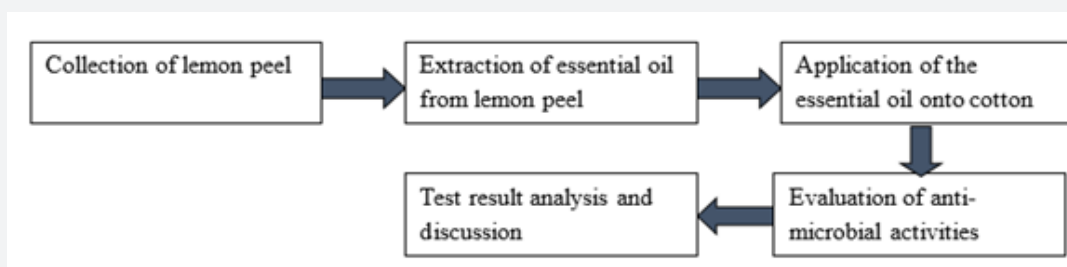 Collection of lemon peel
Extraction of essential oil
from lemon peel
Application of the
essential oil onto cotton
Evaluation of anti-
microbial activities
Test result analysis and
discussion